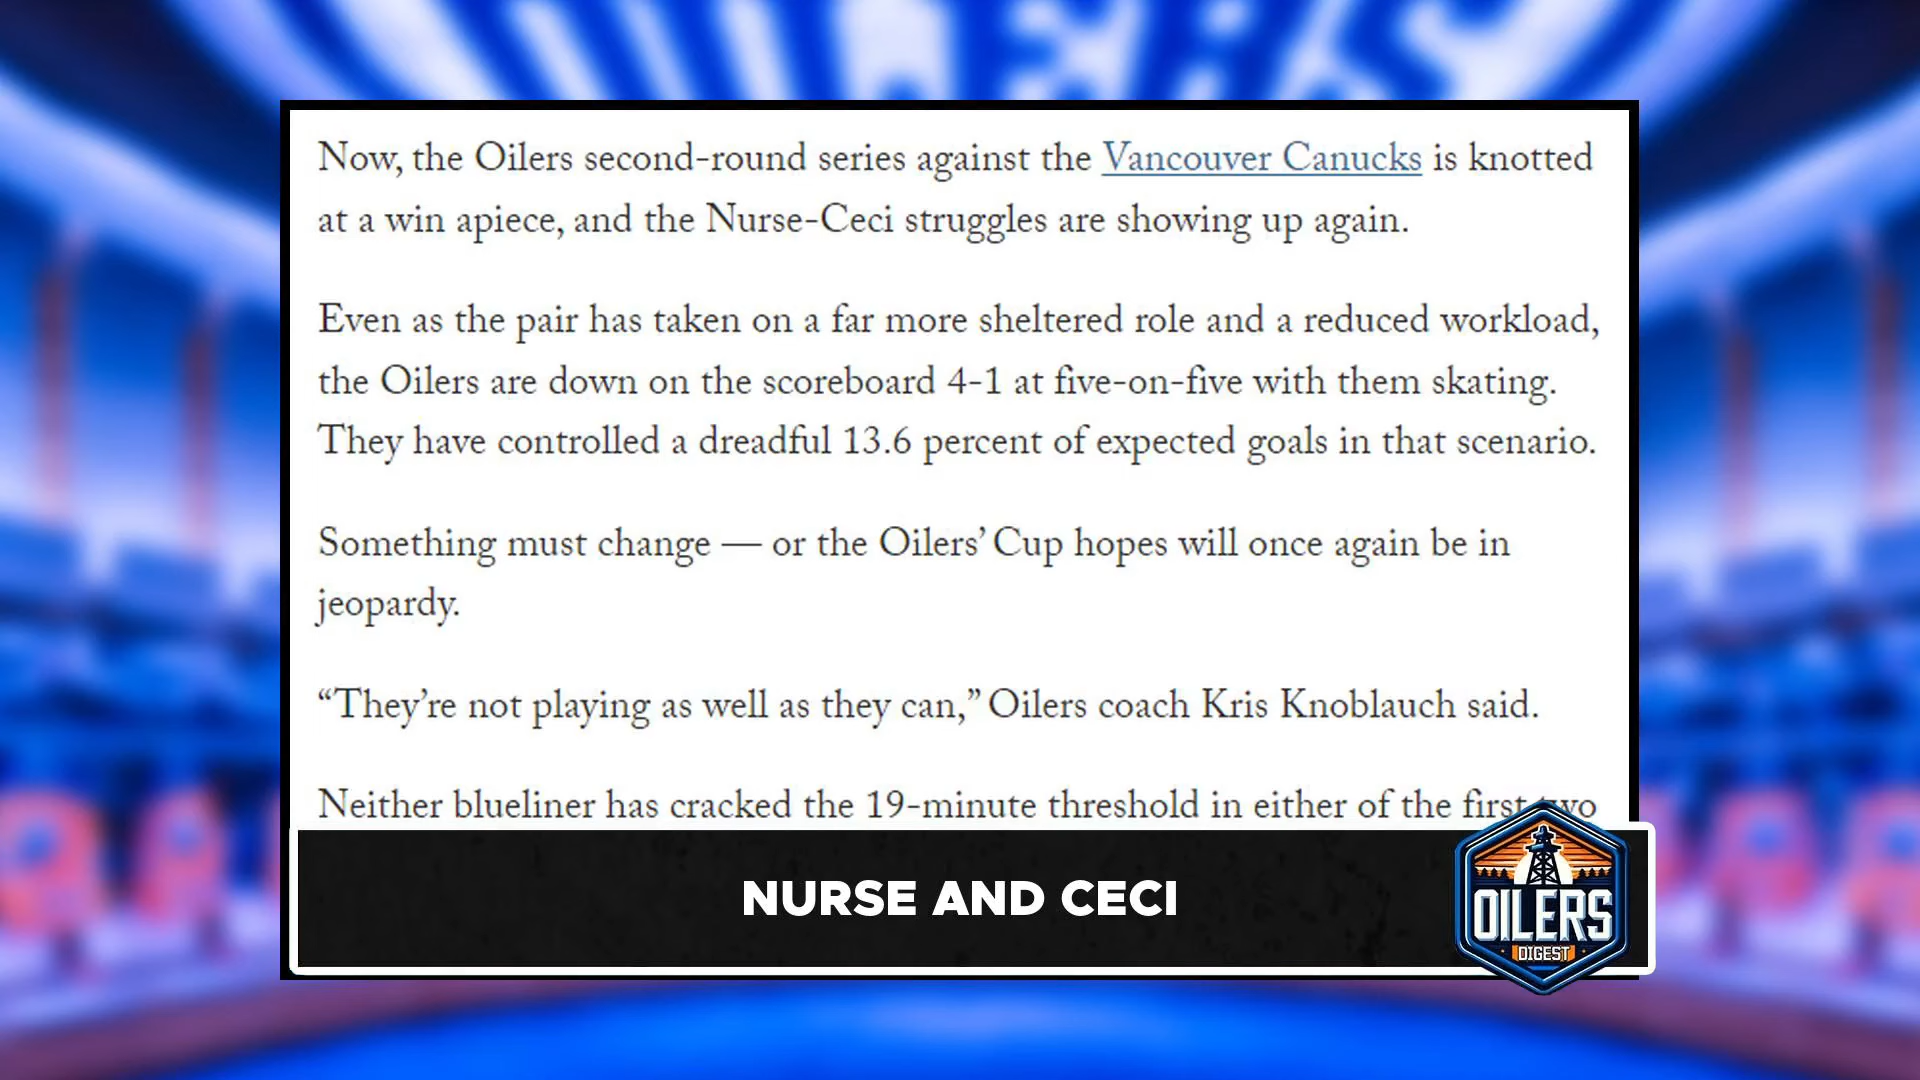 OILERS
Now, the Oilers second-round series against the Vancouver Canucks is knotted
at a win apiece, and the Nurse-Ceci struggles are showing up again.
Even as the pair has taken on a far more sheltered role and a reduced workload,
the Oilers are down on the scoreboard 4-1 at five-on-five with them skating.
They have controlled a dreadful 13.6 percent of expected goals in that scenario.
Something must change — or the Oilers’ Cup hopes will once again be in
jeopardy.
“They’re not playing as well as they can,” Oilers coach Kris Knoblauch said.
Neither blueliner has cracked the 19-minute threshold in either of the first two
NURSE AND CECI
OILERS
DIGEST